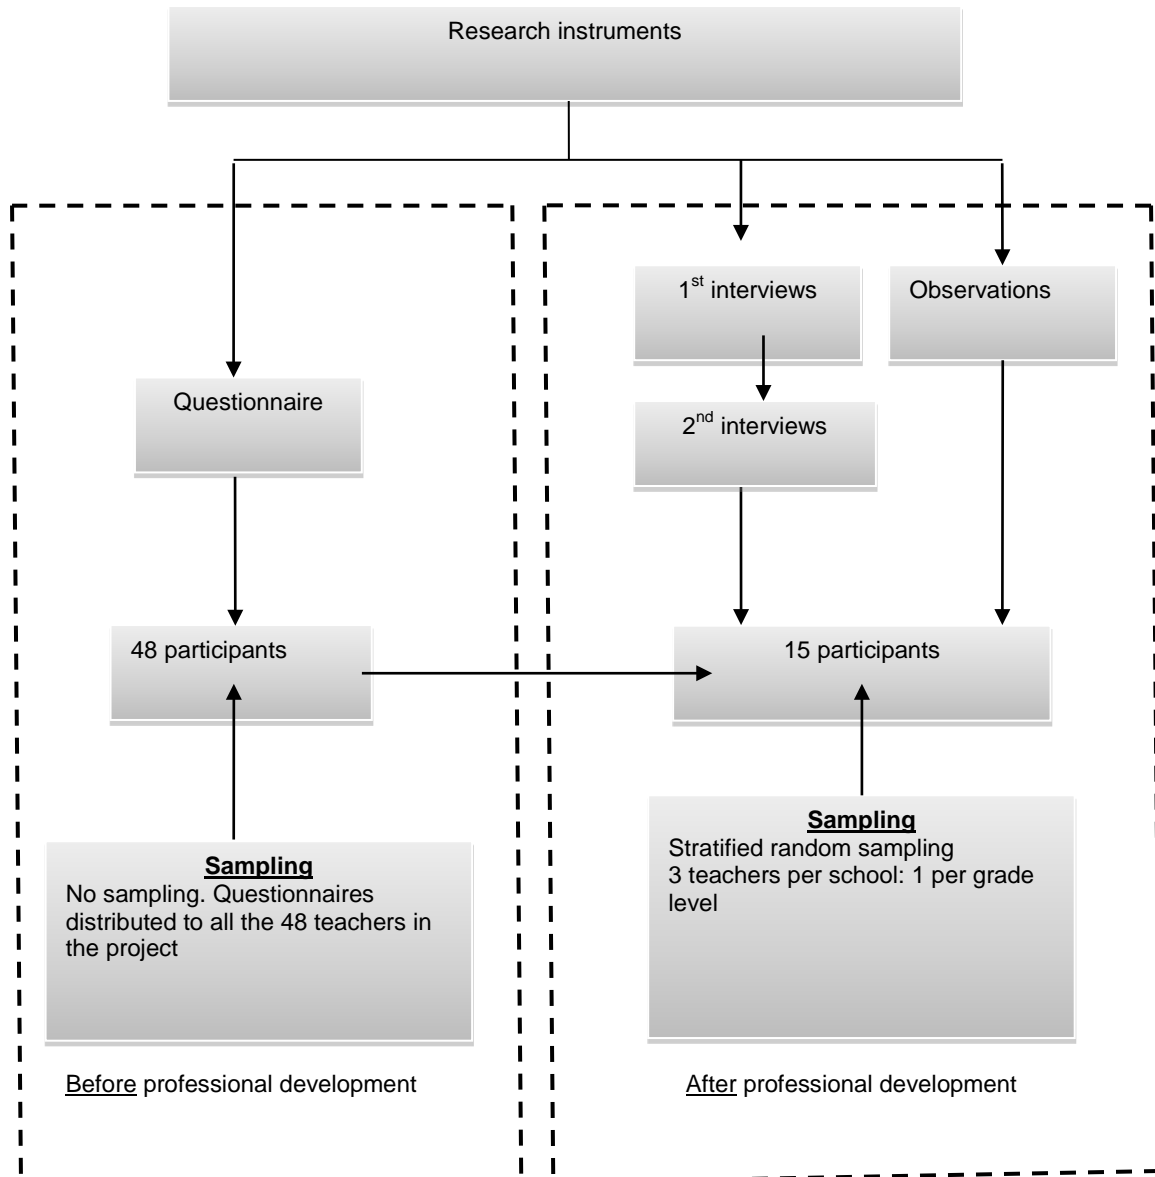 Research instruments
1st interviews
Observations
Questionnaire
2nd interviews
48 participants
15 participants
Sampling
No sampling. Questionnaires
distributed to all the 48 teachers in
the project
Sampling
Stratified random sampling
3 teachers per school: 1 per grade
level
Before professional development
After professional development